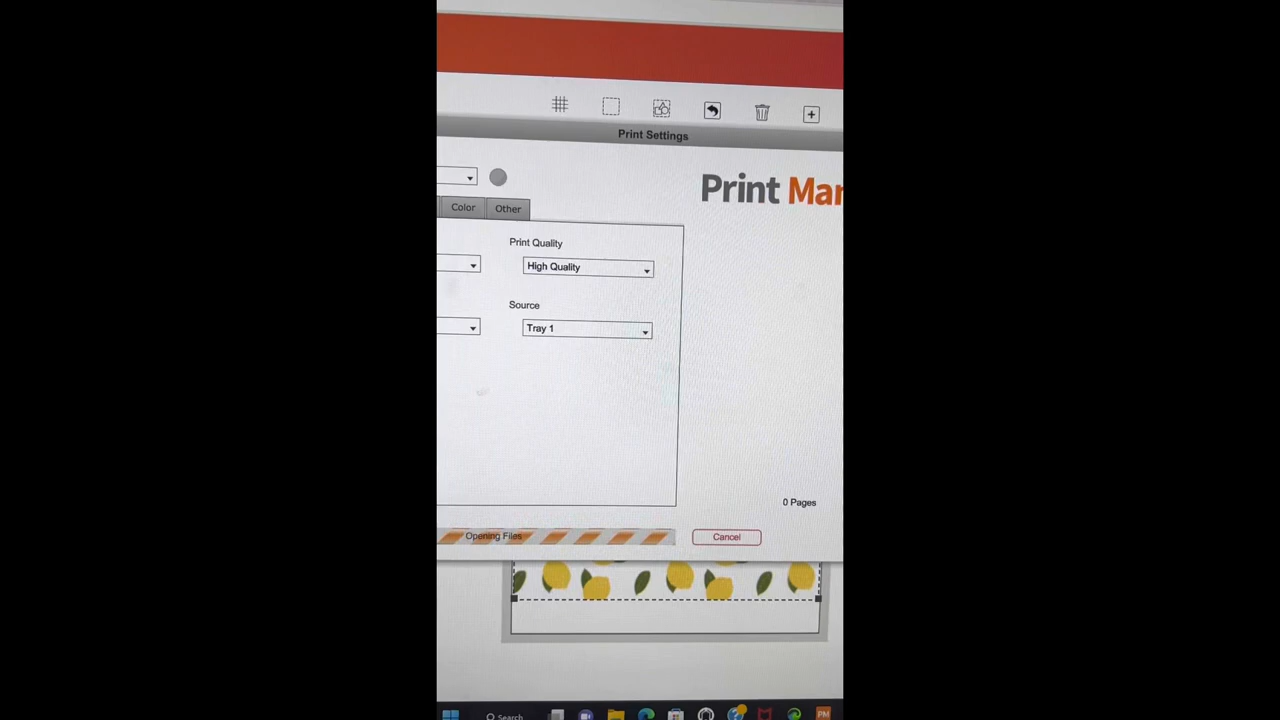 Print Settings
Print Mar
Color
Other
Print Quality
High Quality
Source
Tray 1
0 Pages
Opening Files
Cancel
Search
PM